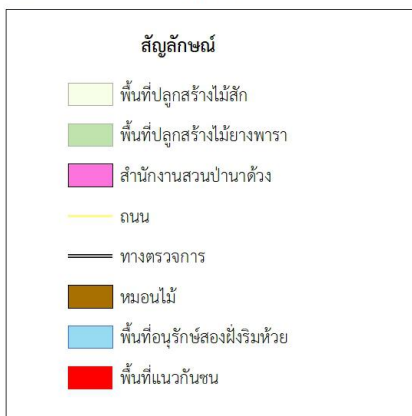 สัญลักษณ์
พื้นที่ปลูกสร้างไม้สัก
พื้นที่ปลูกสร้างไม้ยางพารา
สำนักงานสวนป่านาด้วง
ถนน
ทางตรวจการ
หมอนไม้
พื้นที่อนุรักษ์สองฝั่งริมห้วย
พื้นที่แนวกันชน